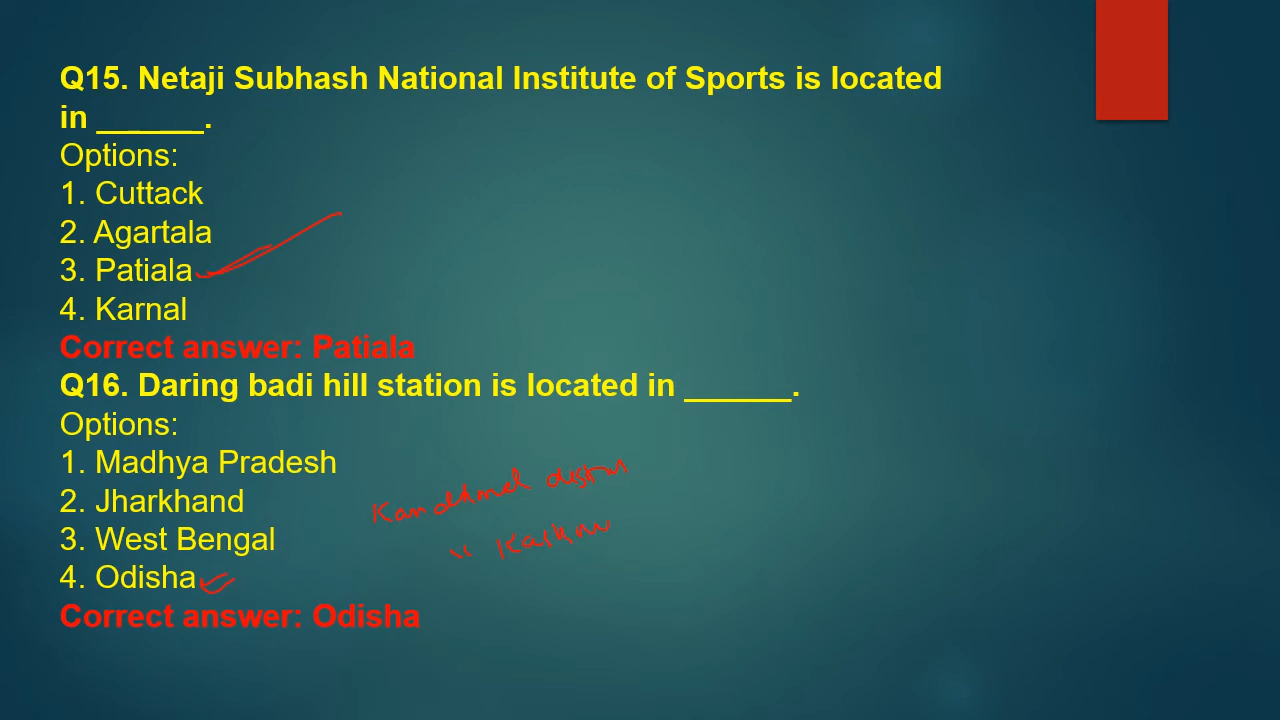 Q15. Netaji Subhash National Institute of Sports is located
in ______.
Options:
1. Cuttack
2. Agartala
3. Patiala
4. Karnal
Correct answer: Patiala
Q16. Daring badi hill station is located in ______.
Options:
1. Madhya Pradesh
2. Jharkhand
3. West Bengal
4. Odisha
Correct answer: Odisha